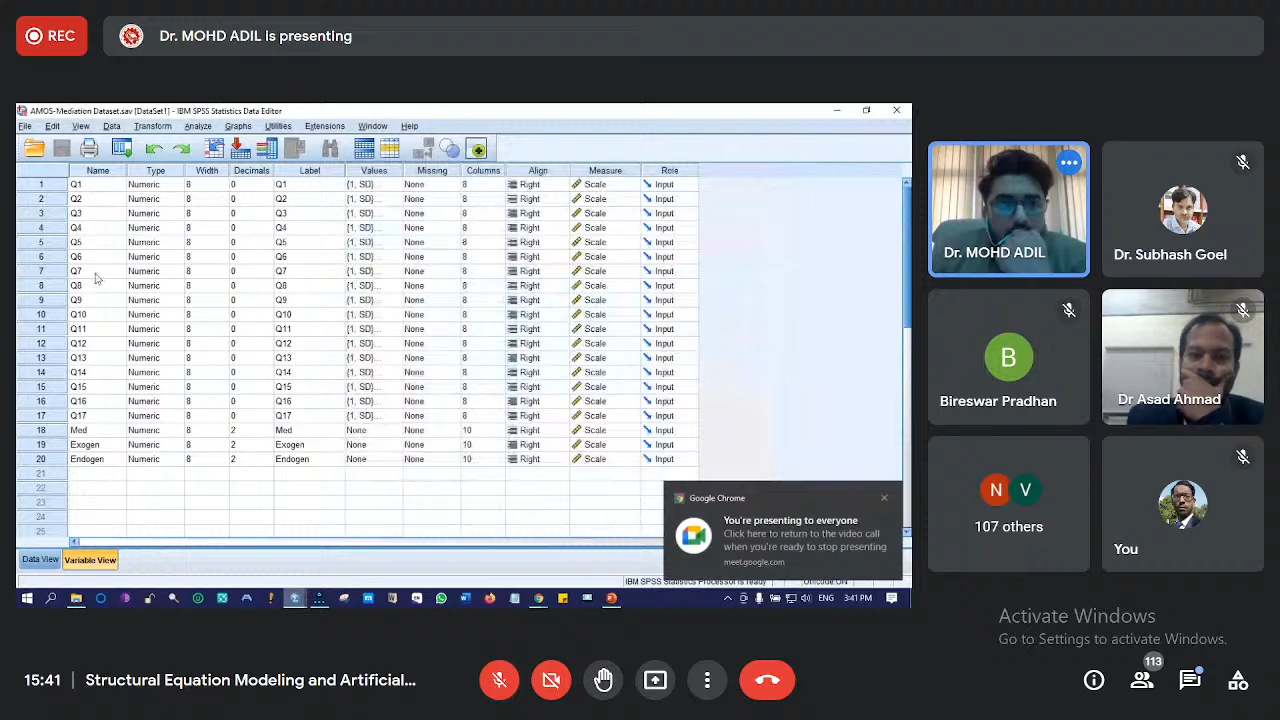 REC
Dr. MOHD ADIL Is presenting
AMOS-Mediation Dataset.sav [DataSet1] - IBM SPSS Statistics Data Editor
File Edit View Data Transform Analyze Graphs Utilities Extensions Window Help
Name Type Width Decimals Label Values Missing Columns Align Measure Role
1 Q1 Numeric 8 0 Q1 {1, SD}... None 8 Right Scale Input
2 Q2 Numeric 8 0 Q2 {1, SD}... None 8 Right Scale Input
3 Q3 Numeric 8 0 Q3 {1, SD}... None 8 Right Scale Input
4 Q4 Numeric 8 0 Q4 {1, SD}... None 8 Right Scale Input
5 Q5 Numeric 8 0 Q5 {1, SD}... None 8 Right Scale Input
6 Q6 Numeric 8 0 Q6 {1, SD}... None 8 Right Scale Input
7 Q7 Numeric 8 0 Q7 {1, SD}... None 8 Right Scale Input
8 Q8 Numeric 8 0 Q8 {1, SD}... None 8 Right Scale Input
9 Q9 Numeric 8 0 Q9 {1, SD}... None 8 Right Scale Input
10 Q10 Numeric 8 0 Q10 {1, SD}... None 8 Right Scale Input
11 Q11 Numeric 8 0 Q11 {1, SD}... None 8 Right Scale Input
12 Q12 Numeric 8 0 Q12 {1, SD}... None 8 Right Scale Input
13 Q13 Numeric 8 0 Q13 {1, SD}... None 8 Right Scale Input
14 Q14 Numeric 8 0 Q14 {1, SD}... None 8 Right Scale Input
15 Q15 Numeric 8 0 Q15 {1, SD}... None 8 Right Scale Input
16 Q16 Numeric 8 0 Q16 {1, SD}... None 8 Right Scale Input
17 Q17 Numeric 8 0 Q17 {1, SD}... None 8 Right Scale Input
18 Med Numeric 8 2 Med None None 10 Right Scale Input
19 Exogen Numeric 8 2 Exogen None None 10 Right Scale Input
20 Endogen Numeric 8 2 Endogen None None 10 Right Scale Input
21
22
23
24
25
Data View Variable View
IBM SPSS Statistics Processor is ready Unicode:ON
Google Chrome
You're presenting to everyone
Click here to return to the video call
when you're ready to stop presenting
meet.google.com
ENG 3:41 PM
Dr. MOHD ADIL
Dr. Subhash Goel
B
Bireswar Pradhan
Dr Asad Ahmad
N V
107 others
You
Activate Windows
Go to Settings to activate Windows.
15:41 | Structural Equation Modeling and Artificial...
113